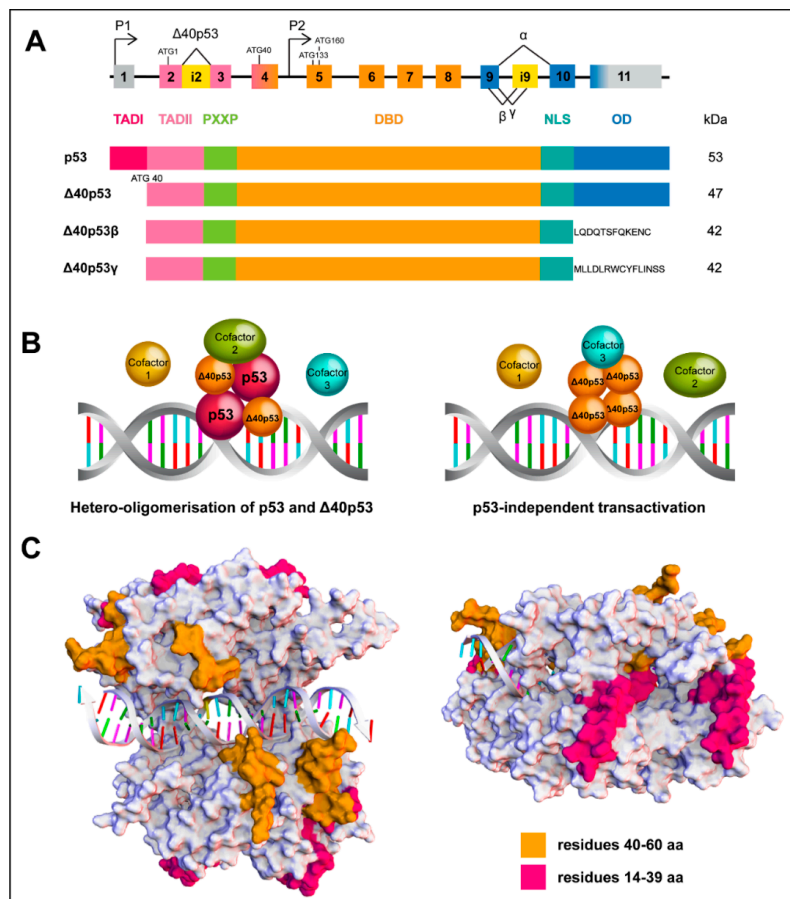 A
P1
Δ40p53
P2
α
ATG1
ATG40
ATG160
ATG133
1 2 i2 3 4 5 6 7 8 9 i9 10 11
β γ
TADI TADII PXXP DBD NLS OD kDa
p53 53
ATG 40
Δ40p53 47
Δ40p53β LQDQTSFQKENC 42
Δ40p53γ MLLDLRWCYFLINSS 42
B
Cofactor
1
Cofactor
2
Δ40p53
p53
p53
Δ40p53
Cofactor
3
Hetero-oligomerisation of p53 and Δ40p53
Cofactor
1
Cofactor
3
Δ40p53
Δ40p53
Δ40p53
Δ40p53
Cofactor
2
p53-independent transactivation
C
residues 40-60 aa
residues 14-39 aa